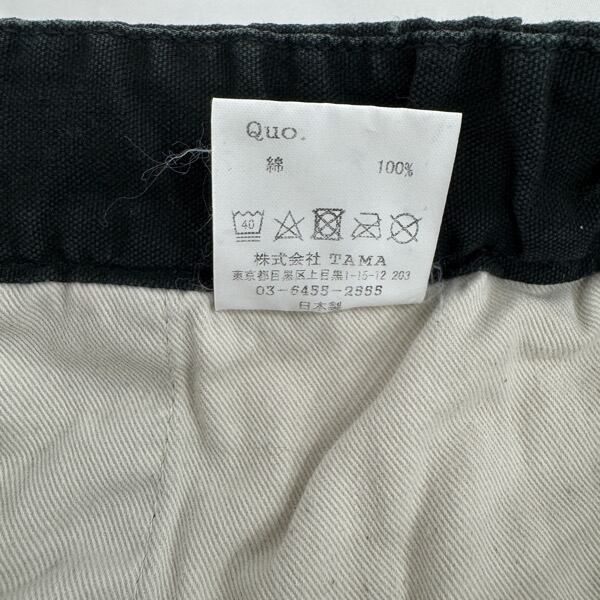 Quo.
綿 100%
40
株式会社 TAMA
東京都目黒区上目黒1-15-12 203
03-6455-2555
日本製